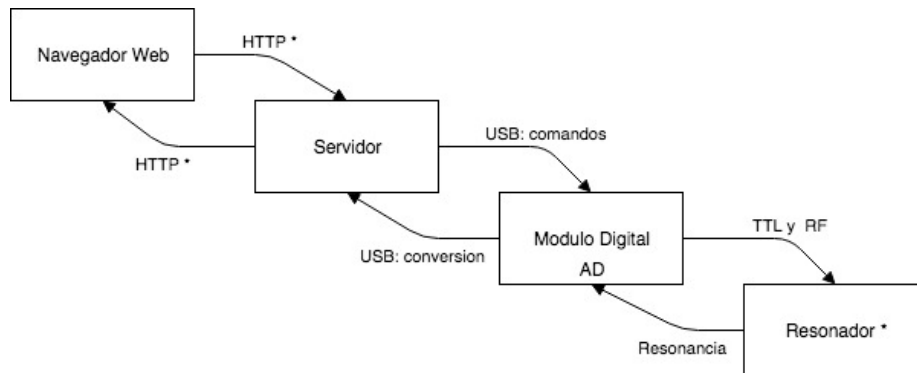 HTTP *
Navegador Web
HTTP *
Servidor
USB: comandos
USB: conversion
Modulo Digital
AD
TTL y RF
Resonancia
Resonador *